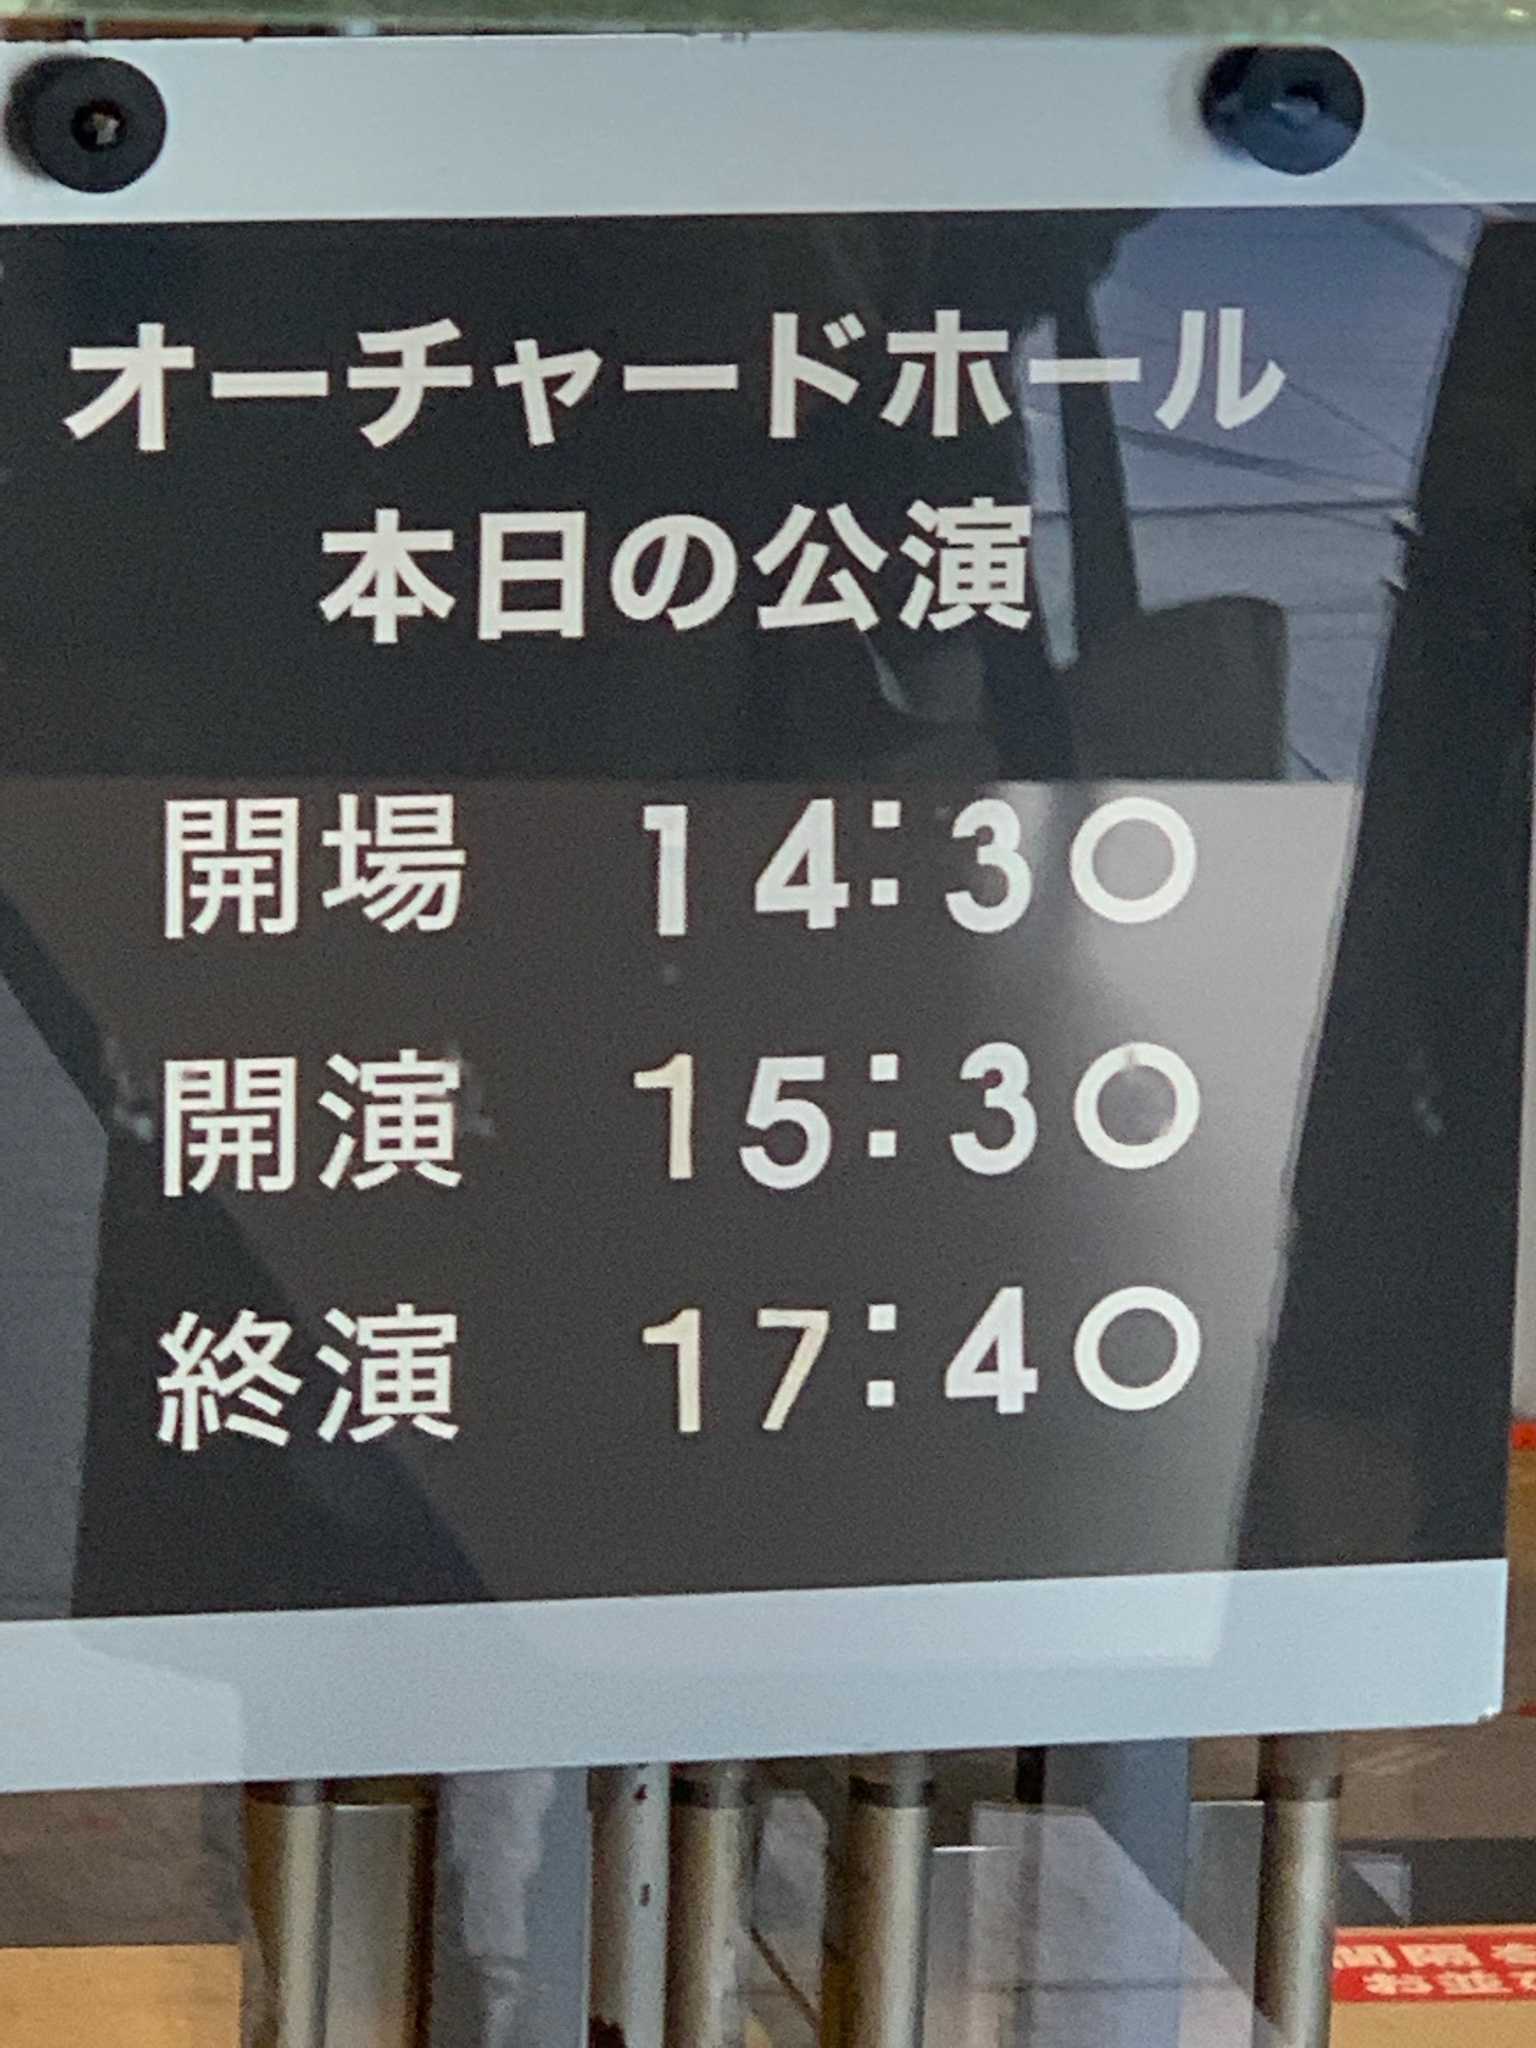 オーチャードホール
本日の公演
開場 14:30
開演 15:30
終演 17:40